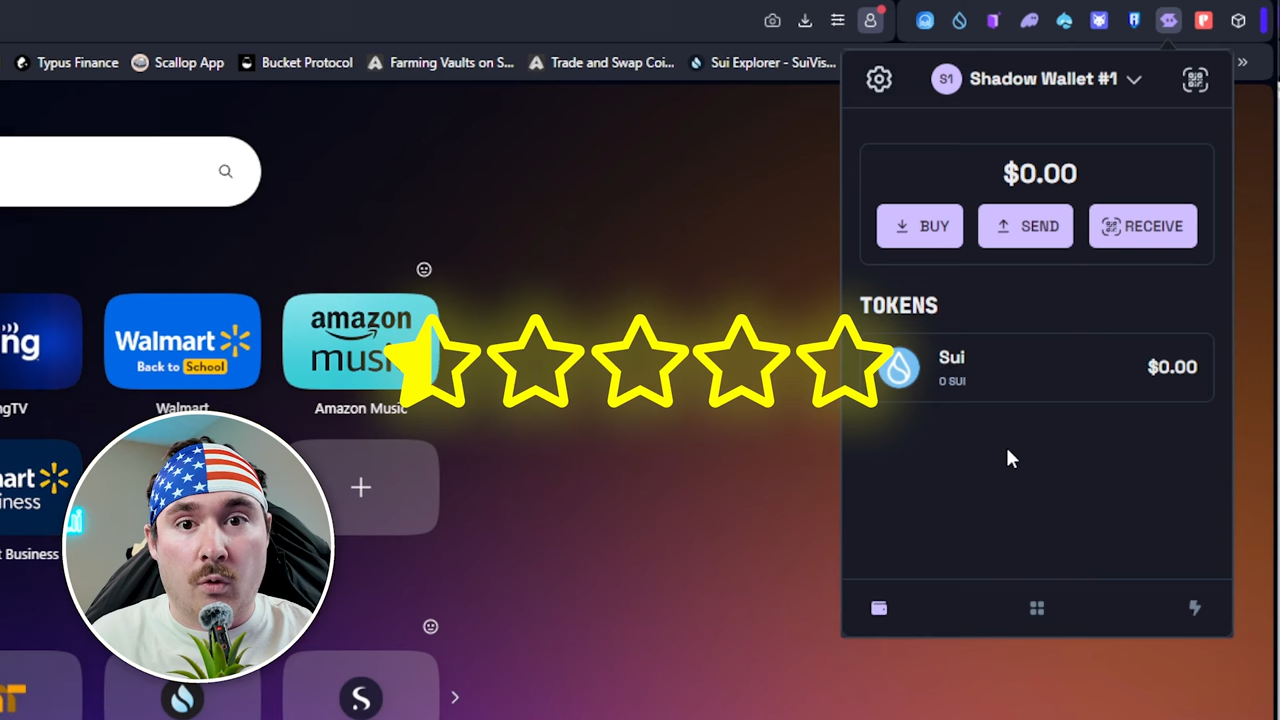 Typus Finance
Scallop App
Bucket Protocol
Farming Vaults on S...
Trade and Swap Coi...
Sui Explorer - SuiVis...
»
S1 Shadow Wallet #1
$0.00
BUY
SEND
RECEIVE
TOKENS
Sui
0 SUI
$0.00
ng
Walmart
Back to School
amazon
music
ngTV
Walmart
Amazon Music
art
iness
t Business